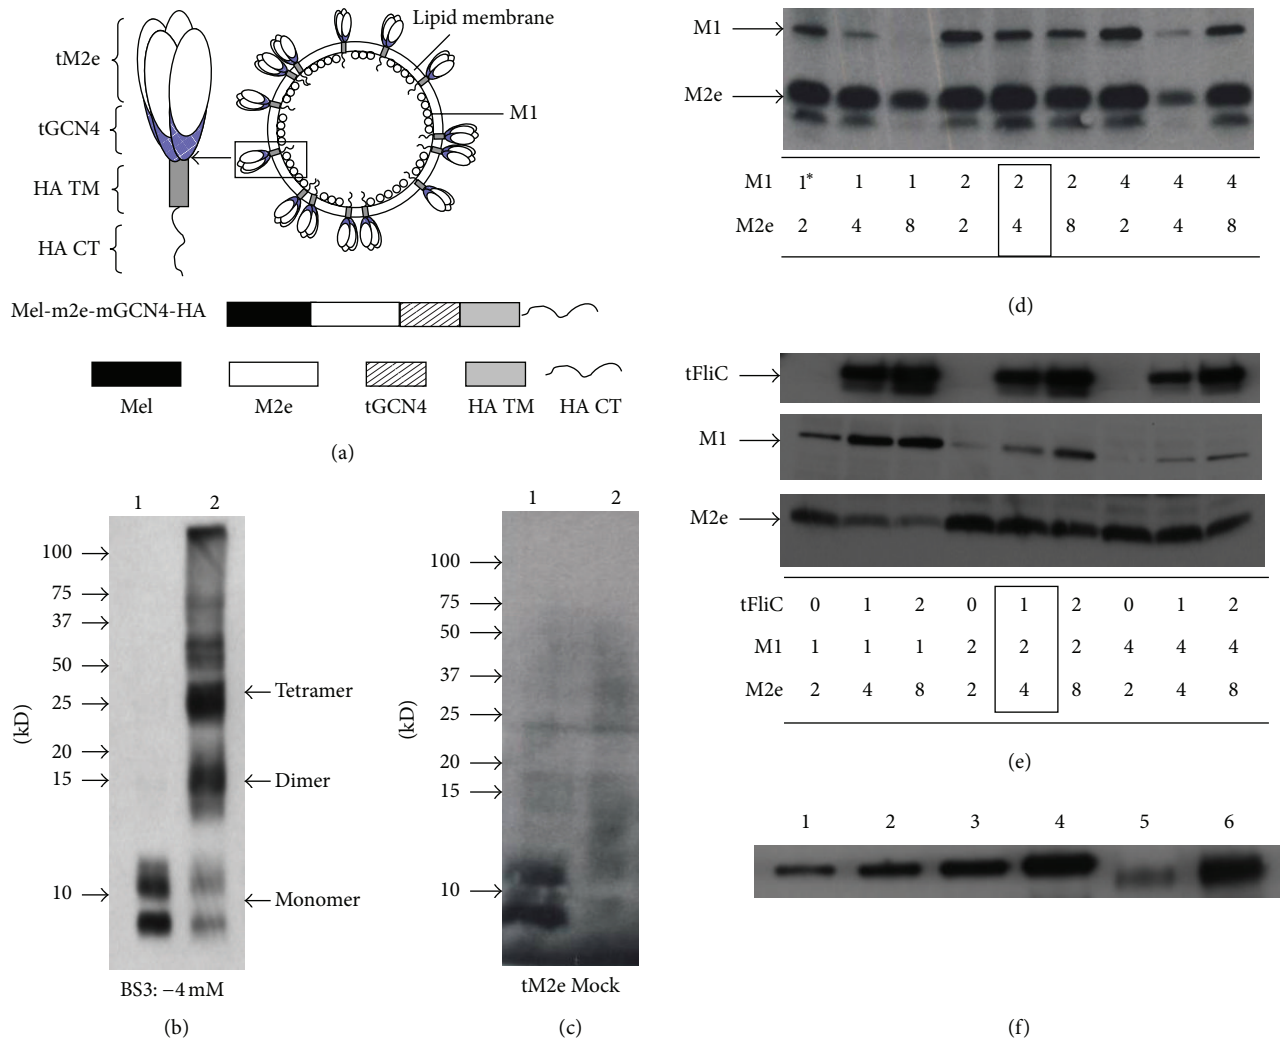 tM2e
tGCN4
HA TM
HA CT
Lipid membrane
M1
Mel-m2e-mGCN4-HA
Mel M2e tGCN4 HA TM HA CT
(a)
1 2
100
75
37
50
25
20
15
10
(kD)
Tetramer
Dimer
Monomer
BS3: −4 mM
(b)
1 2
100
75
50
37
25
20
15
10
(kD)
tM2e Mock
(c)
M1
M2e
M1 1* 1 1 2 2 2 4 4 4
M2e 2 4 8 2 4 8 2 4 8
(d)
tFliC
M1
M2e
tFliC 0 1 2 0 1 2 0 1 2
M1 1 1 1 2 2 2 4 4 4
M2e 2 4 8 2 4 8 2 4 8
(e)
1 2 3 4 5 6
(f)